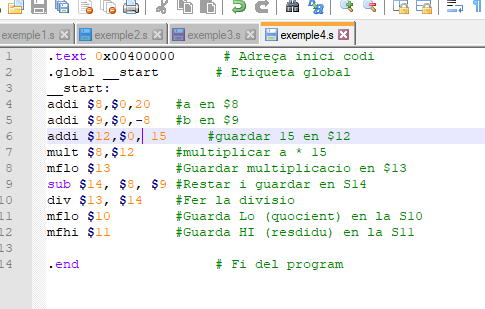 exemple1.s exemple2.s exemple3.s exemple4.s
1 .text 0x00400000 # Adreça inici codi
2 .globl __start # Etiqueta global
3 __start:
4 addi $8,$0,20 #a en $8
5 addi $9,$0,-8 #b en $9
6 addi $12,$0, 15 #guardar 15 en $12
7 mult $8,$12 #multiplicar a * 15
8 mflo $13 #Guardar multiplicacio en $13
9 sub $14, $8, $9 #Restar i guardar en S14
10 div $13, $14 #Fer la divisio
11 mflo $10 #Guarda Lo (quocient) en la S10
12 mfhi $11 #Guarda HI (resdidu) en la S11
13
14 .end # Fi del program